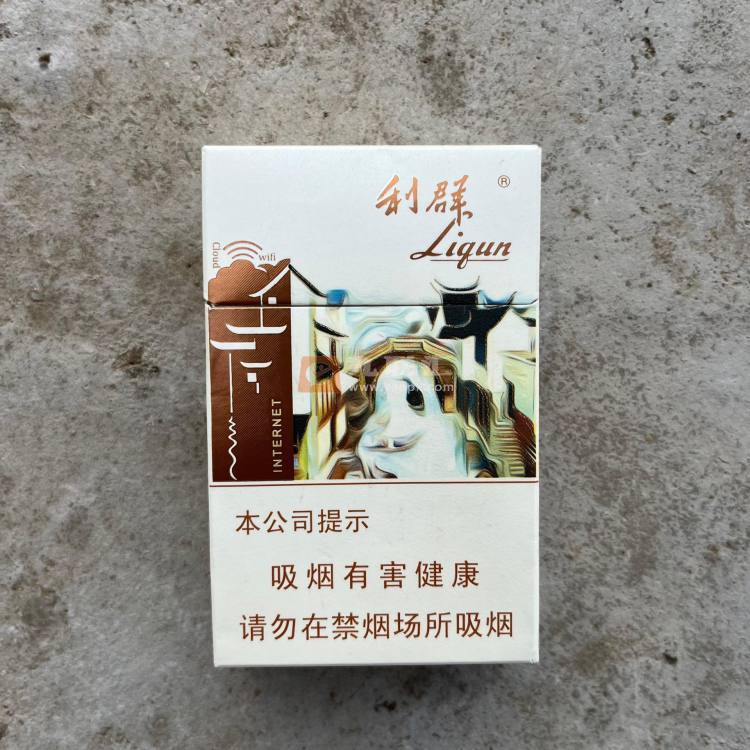 利群
®
Liqun
Cloud
wifi
INTERNET
本公司提示
吸烟有害健康
请勿在禁烟场所吸烟